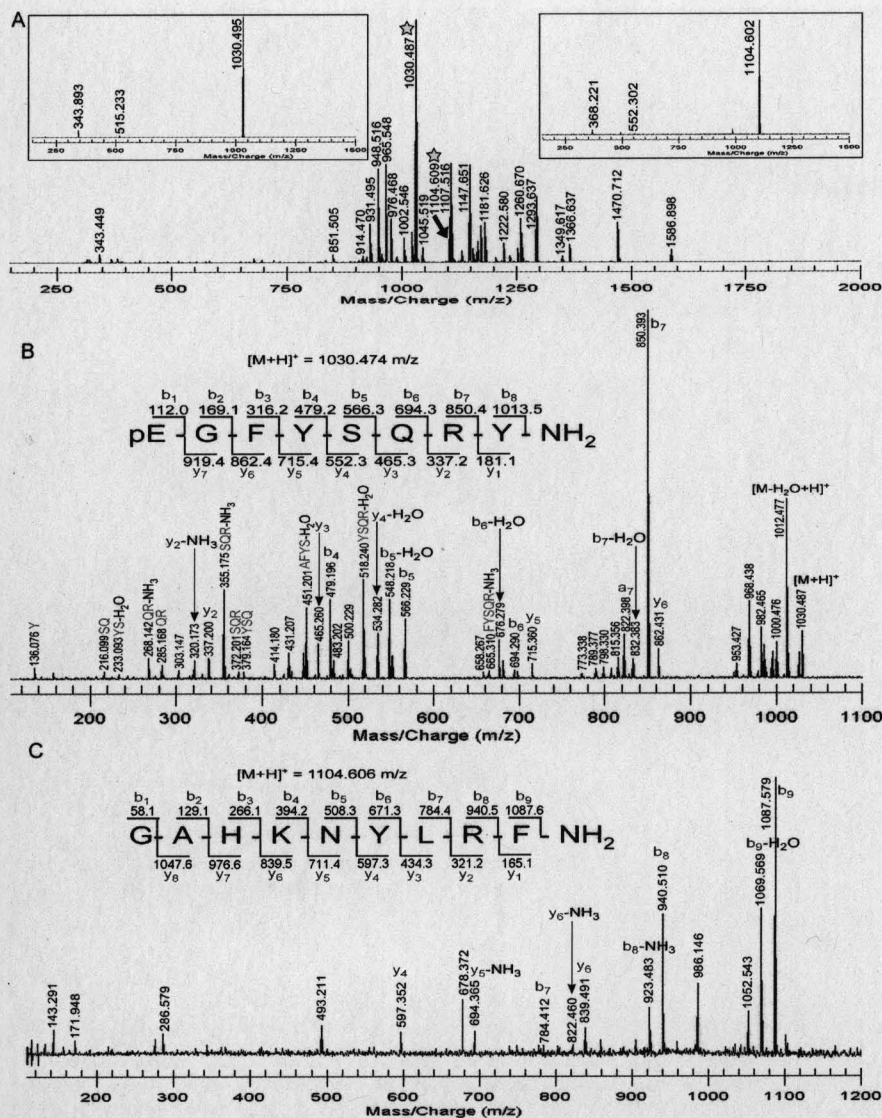 A
343.893
515.233
1030.495
250 500 750 1000 1250 1500
Mass/Charge (m/z)
368.221
552.302
1104.602
250 500 750 1000 1250 1500
Mass/Charge (m/z)
343.449
851.505
914.470
931.495
948.516
965.548
976.468
1002.546
1030.487
1045.519
1104.609
1107.516
1147.651
1181.626
1222.580
1260.670
1293.637
1349.617
1366.637
1470.712
1586.898
250 500 750 1000 1250 1500 1750 2000
Mass/Charge (m/z)
B
[M+H]+ = 1030.474 m/z
b1 b2 b3 b4 b5 b6 b7 b8
112.0 169.1 316.2 479.2 566.3 694.3 850.4 1013.5
pE G F Y S Q R Y NH2
919.4 862.4 715.4 552.3 465.3 337.2 181.1
y7 y6 y5 y4 y3 y2 y1
136.076 Y
216.099 SQ
233.093 YS-H2O
268.142 QR-NH3
285.168 QR
303.147
y2-NH3
320.173
337.200 y2
355.175 SQR-NH3
372.201 SQR
379.164 YSQ
414.180
431.207
451.201 AFYS-H2O
y3
465.260
b4
479.196
483.202
500.229
518.240 YSQR-H2O
y4-H2O
534.282
b5-H2O
548.218
b5
566.229
658.267
665.310 FYSQR-NH3
b6-H2O
676.279
694.290 b6
715.360 y5
773.338
789.377
798.330
815.356
a7
822.398
b7-H2O
832.383
850.393 b7
862.431 y6
953.427
968.438
982.465
1000.476
[M-H2O+H]+
1012.477
[M+H]+
1030.487
200 300 400 500 600 700 800 900 1000 1100
Mass/Charge (m/z)
C
[M+H]+ = 1104.606 m/z
b1 b2 b3 b4 b5 b6 b7 b8 b9
58.1 129.1 266.1 394.2 508.3 671.3 784.4 940.5 1087.6
G A H K N Y L R F NH2
1047.6 976.6 839.5 711.4 597.3 434.3 321.2 165.1
y8 y7 y6 y5 y4 y3 y2 y1
143.291
171.948
286.579
493.211
y4
597.352
678.372
y5-NH3
694.365
b7
784.412
y6-NH3
822.460
y6
839.491
b8-NH3
923.483
b8
940.510
986.146
1052.543
b9-H2O
1069.569
1087.579
b9
200 300 400 500 600 700 800 900 1000 1100 1200
Mass/Charge (m/z)